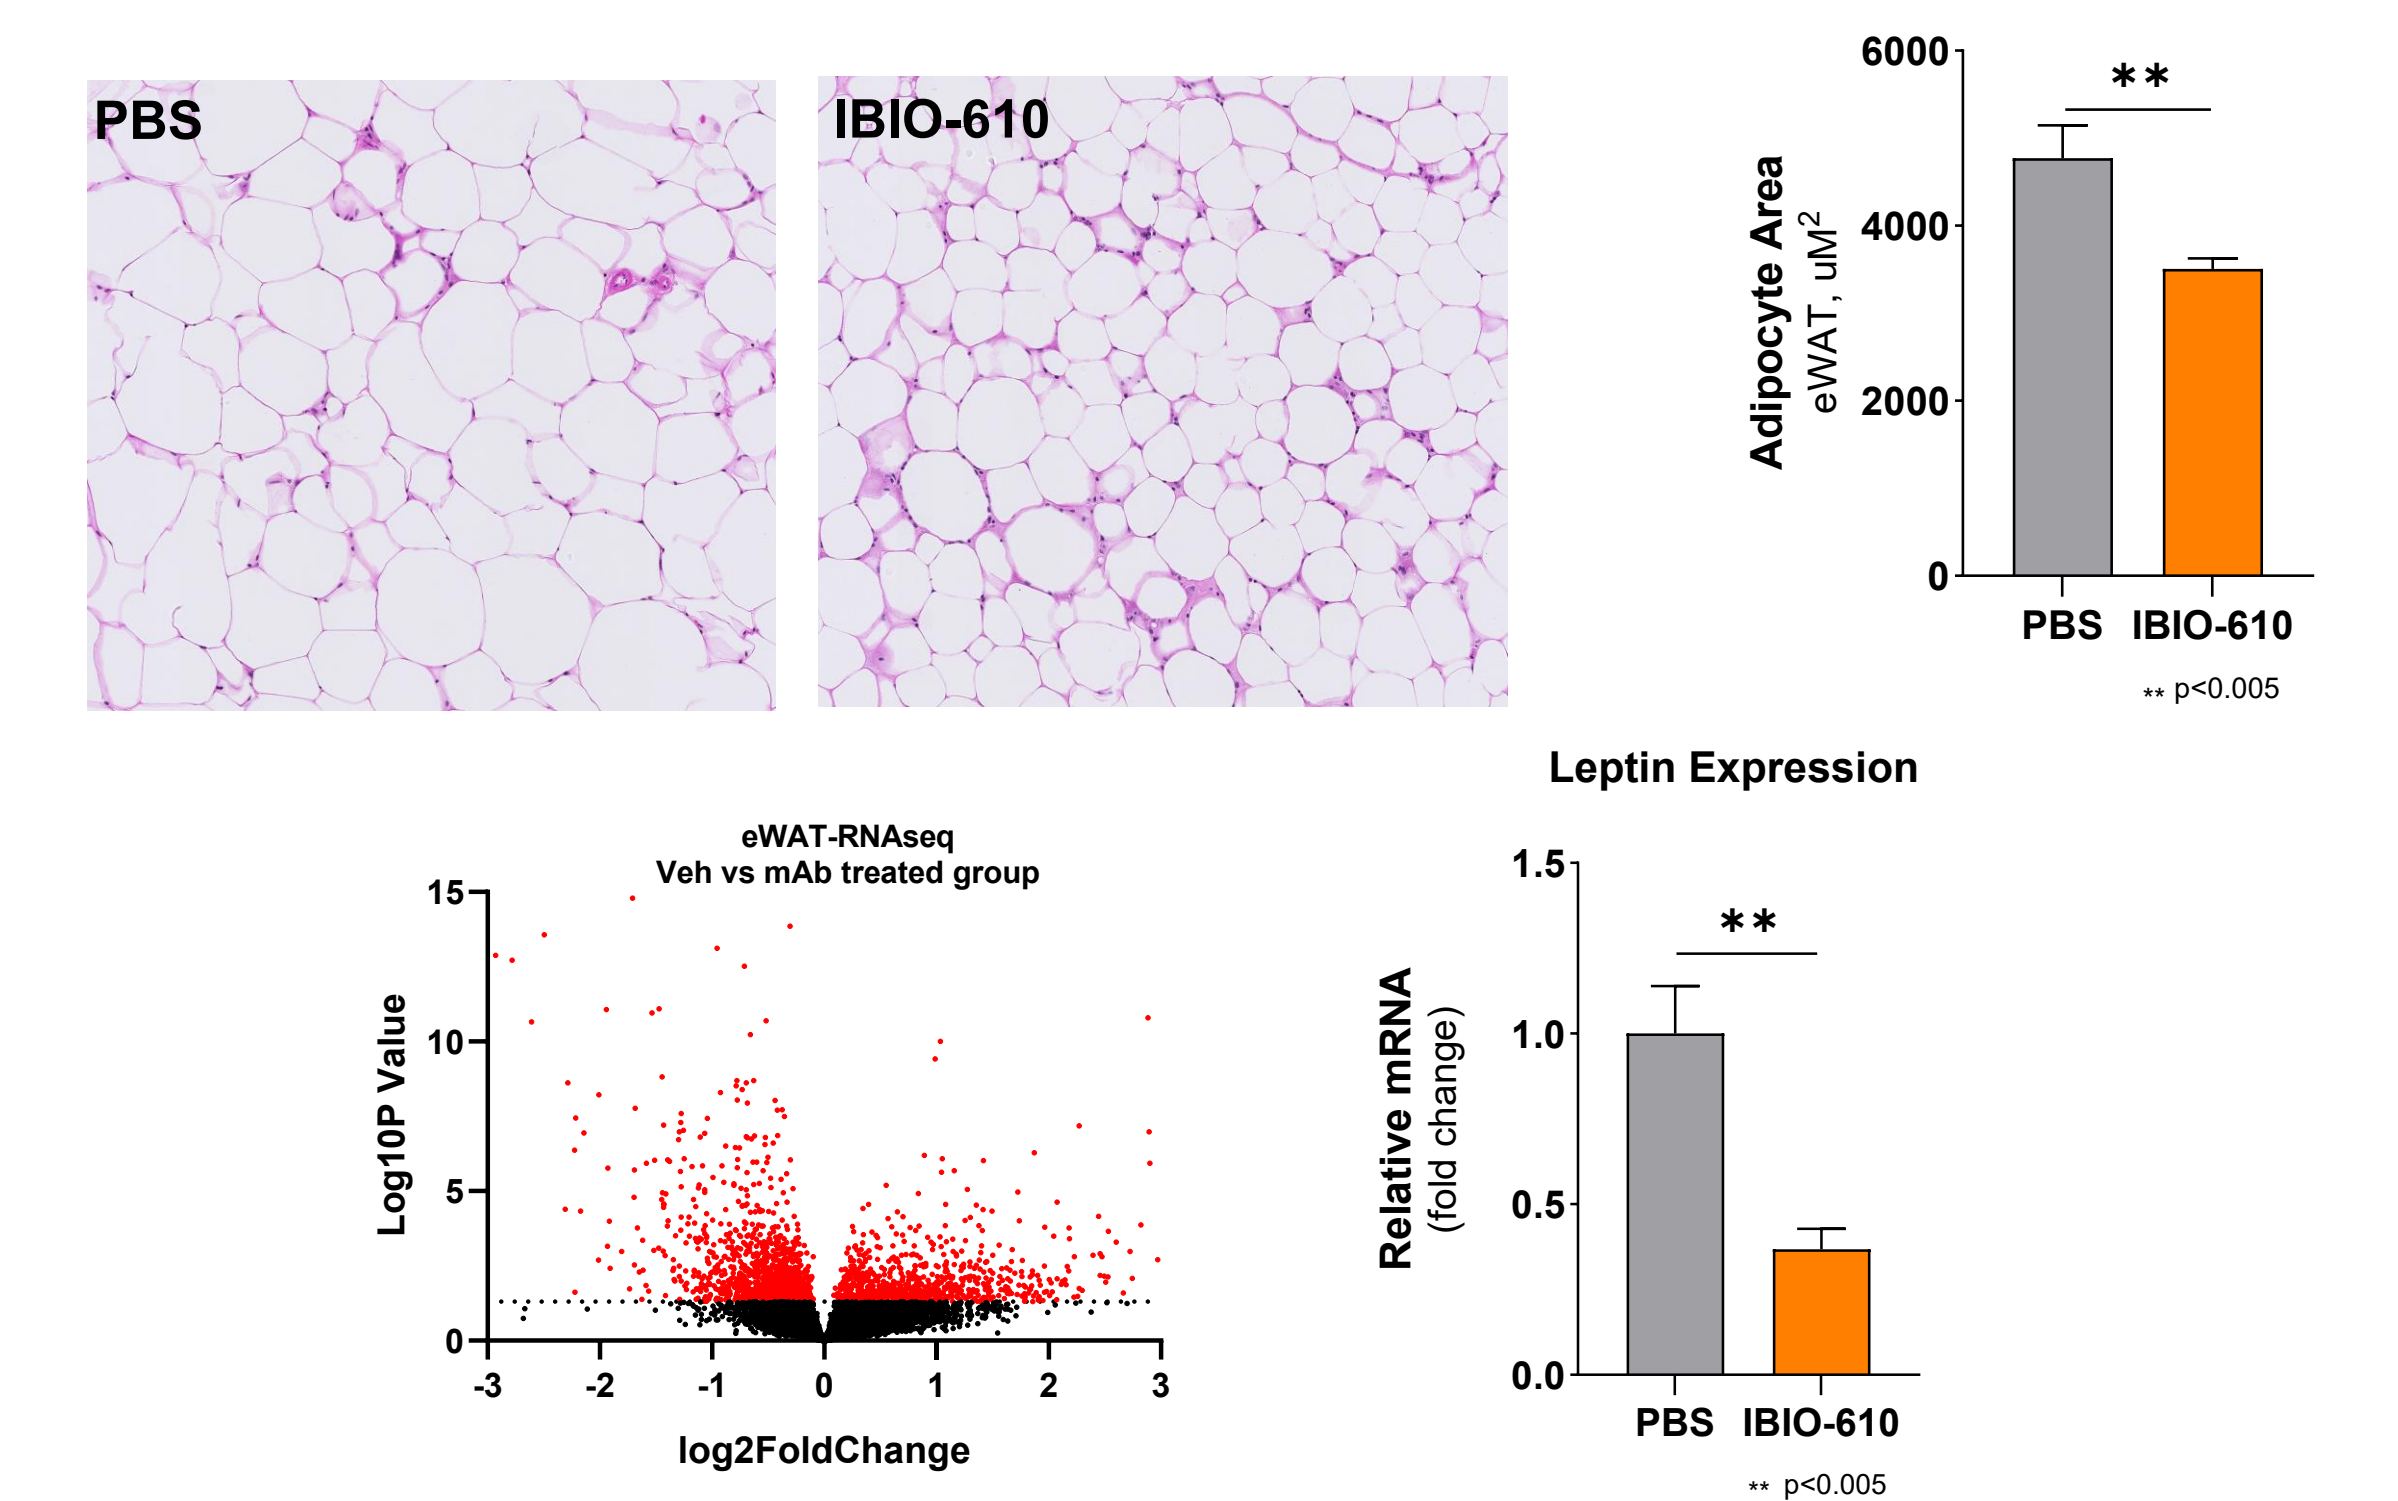 PBS
IBIO-610
Adipocyte Area
eWAT, uM²
6000
4000
2000
0
**
PBS
IBIO-610
** p<0.005
eWAT-RNAseq
Veh vs mAb treated group
Log10P Value
15
10
5
0
-3
-2
-1
0
1
2
3
log2FoldChange
Leptin Expression
Relative mRNA
(fold change)
1.5
1.0
0.5
0.0
**
PBS
IBIO-610
** p<0.005